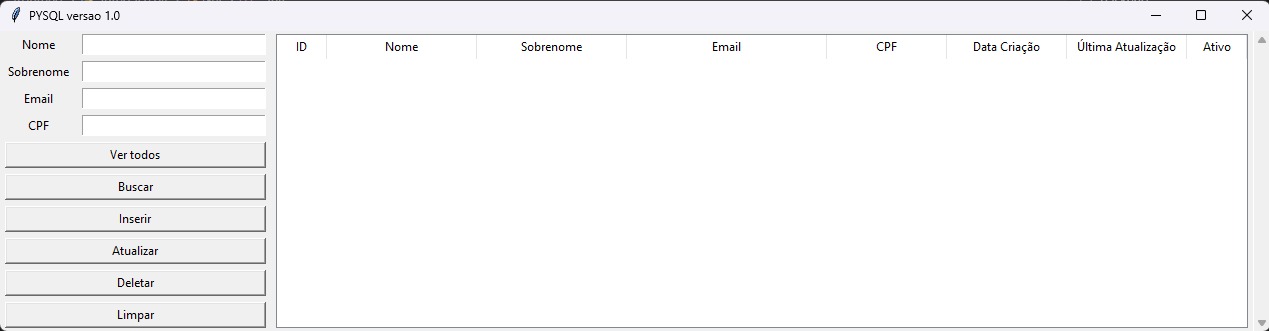 PYSQL versao 1.0
Nome
Sobrenome
Email
CPF
Ver todos
Buscar
Inserir
Atualizar
Deletar
Limpar
ID Nome Sobrenome Email CPF Data Criação Última Atualização Ativo